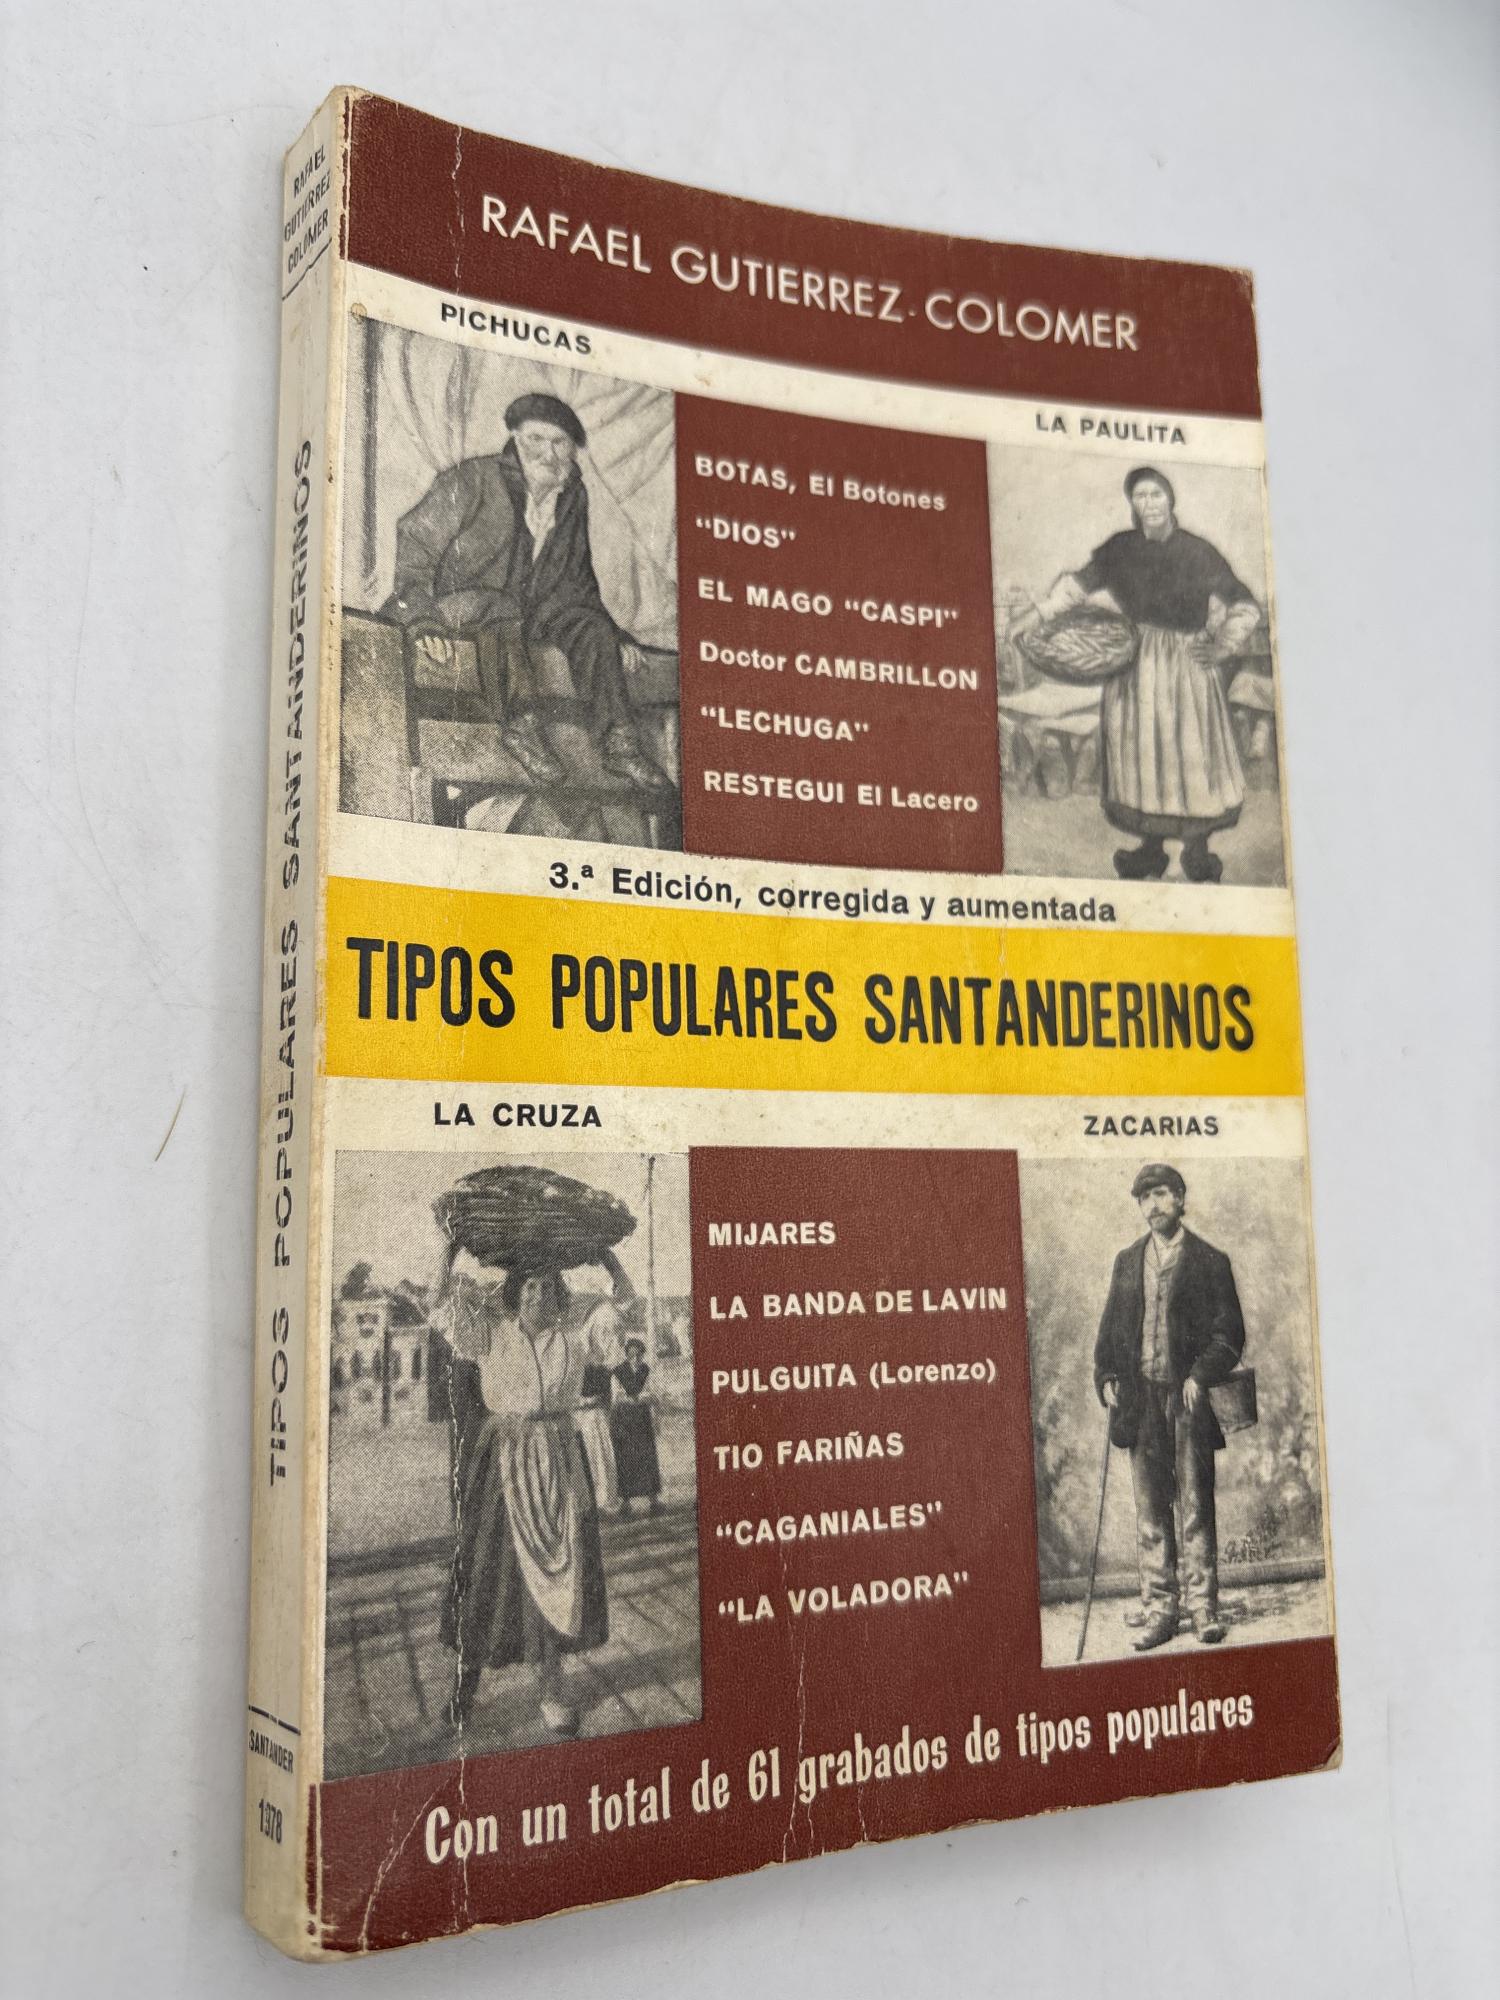 RAFAEL
GUTIERREZ
COLOMER
TIPOS POPULARES SANTANDERINOS
SANTANDER
1978
RAFAEL GUTIERREZ-COLOMER
PICHUCAS
LA PAULITA
BOTAS, El Botones
"DIOS"
EL MAGO "CASPI"
Doctor CAMBRILLON
"LECHUGA"
RESTEGUI El Lacero
3.ª Edición, corregida y aumentada
TIPOS POPULARES SANTANDERINOS
LA CRUZA
ZACARIAS
MIJARES
LA BANDA DE LAVIN
PULGUITA (Lorenzo)
TIO FARIÑAS
"CAGANIALES"
"LA VOLADORA"
Con un total de 61 grabados de tipos populares